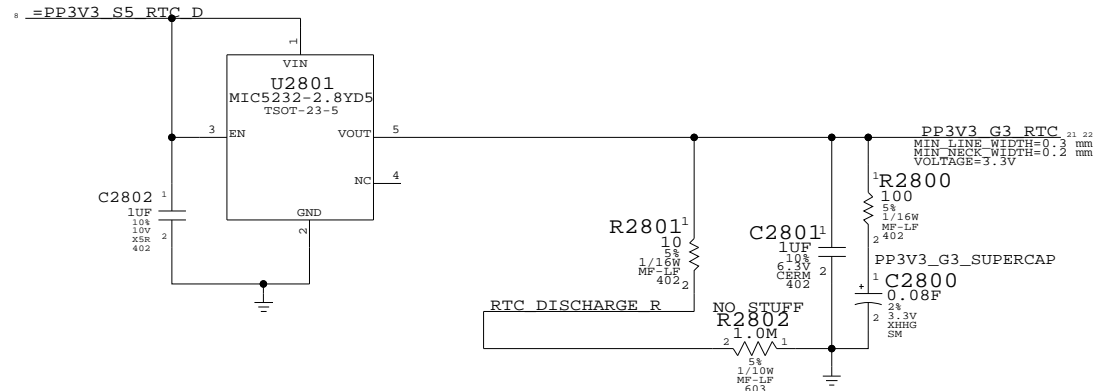 8 =PP3V3_S5_RTC_D
1
VIN
U2801
MIC5232-2.8YD5
TSOT-23-5
3 EN
VOUT 5
NC 4
GND
2
C2802 1
1UF
10%
10V
X5R
402
2
PP3V3_G3_RTC 21 22
MIN_LINE_WIDTH=0.3 mm
MIN_NECK_WIDTH=0.2 mm
VOLTAGE=3.3V
1
R2800
100
5%
1/16W
MF-LF
402
2
R2801 1
10
5%
1/16W
MF-LF
402 2
C2801 1
1UF
10%
6.3V
CERM
402
2
PP3V3_G3_SUPERCAP
1
+ C2800
0.08F
2%
3.3V
XHHG
SM
2
RTC_DISCHARGE_R
NO STUFF
R2802
1.0M
2 1
5%
1/10W
MF-LF
603